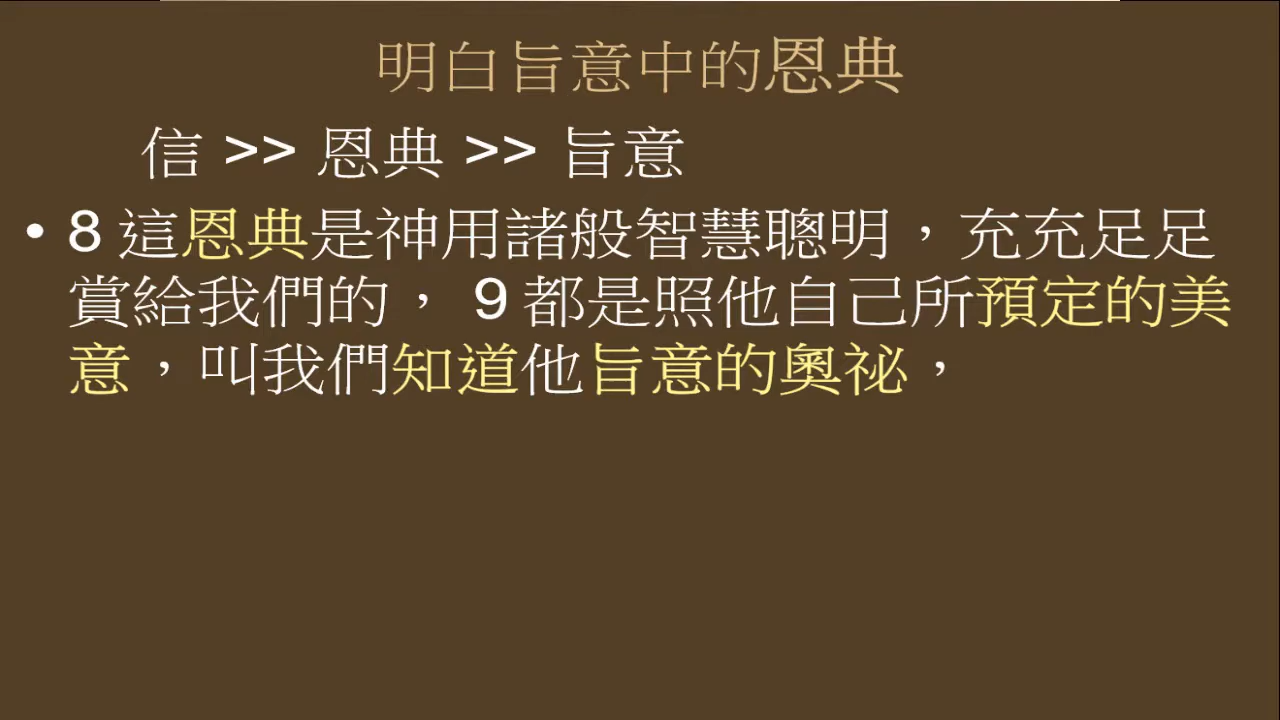 明白旨意中的恩典
信 >> 恩典 >> 旨意
• 8 這恩典是神用諸般智慧聰明，充充足足
賞給我們的， 9 都是照他自己所預定的美
意，叫我們知道他旨意的奧祕，